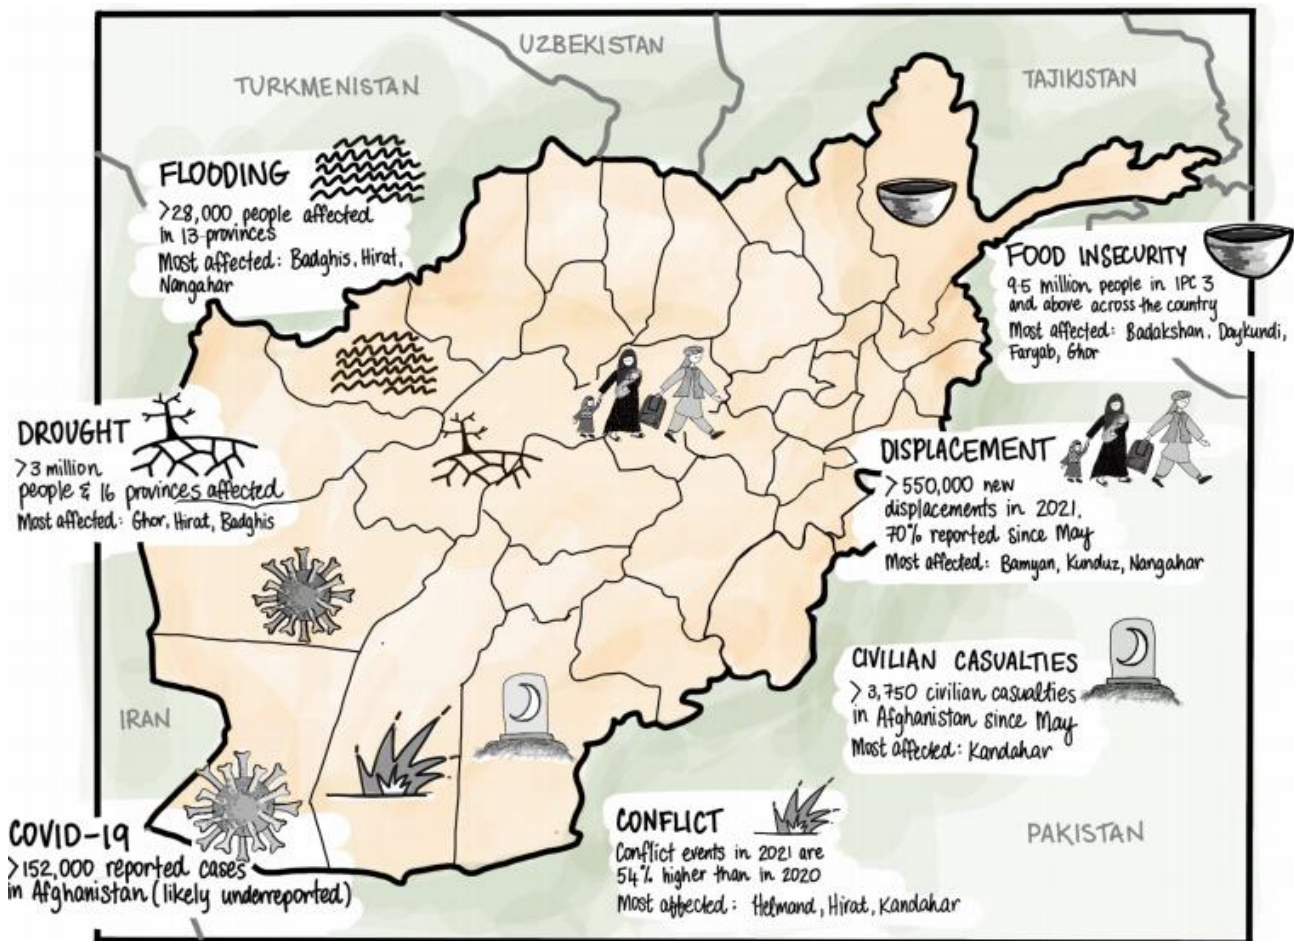 UZBEKISTAN
TURKMENISTAN
TAJIKISTAN
FLOODING
>28,000 people affected
in 13 provinces
Most affected: Badghis, Hirat,
Nangahar
FOOD INSECURITY
9.5 million people in IPC 3
and above across the country
Most affected: Badakshan, Daykundi,
Faryab, Ghor
DROUGHT
>3 million
people & 16 provinces affected
Most affected: Ghor, Hirat, Badghis
DISPLACEMENT
>550,000 new
displacements in 2021,
70% reported since May
Most affected: Bamyan, Kunduz, Nangahar
CIVILIAN CASUALTIES
>3,750 civilian casualties
in Afghanistan since May
Most affected: Kandahar
IRAN
COVID-19
>152,000 reported cases
in Afghanistan (likely underreported)
CONFLICT
Conflict events in 2021 are
54% higher than in 2020
Most affected: Helmand, Hirat, Kandahar
PAKISTAN